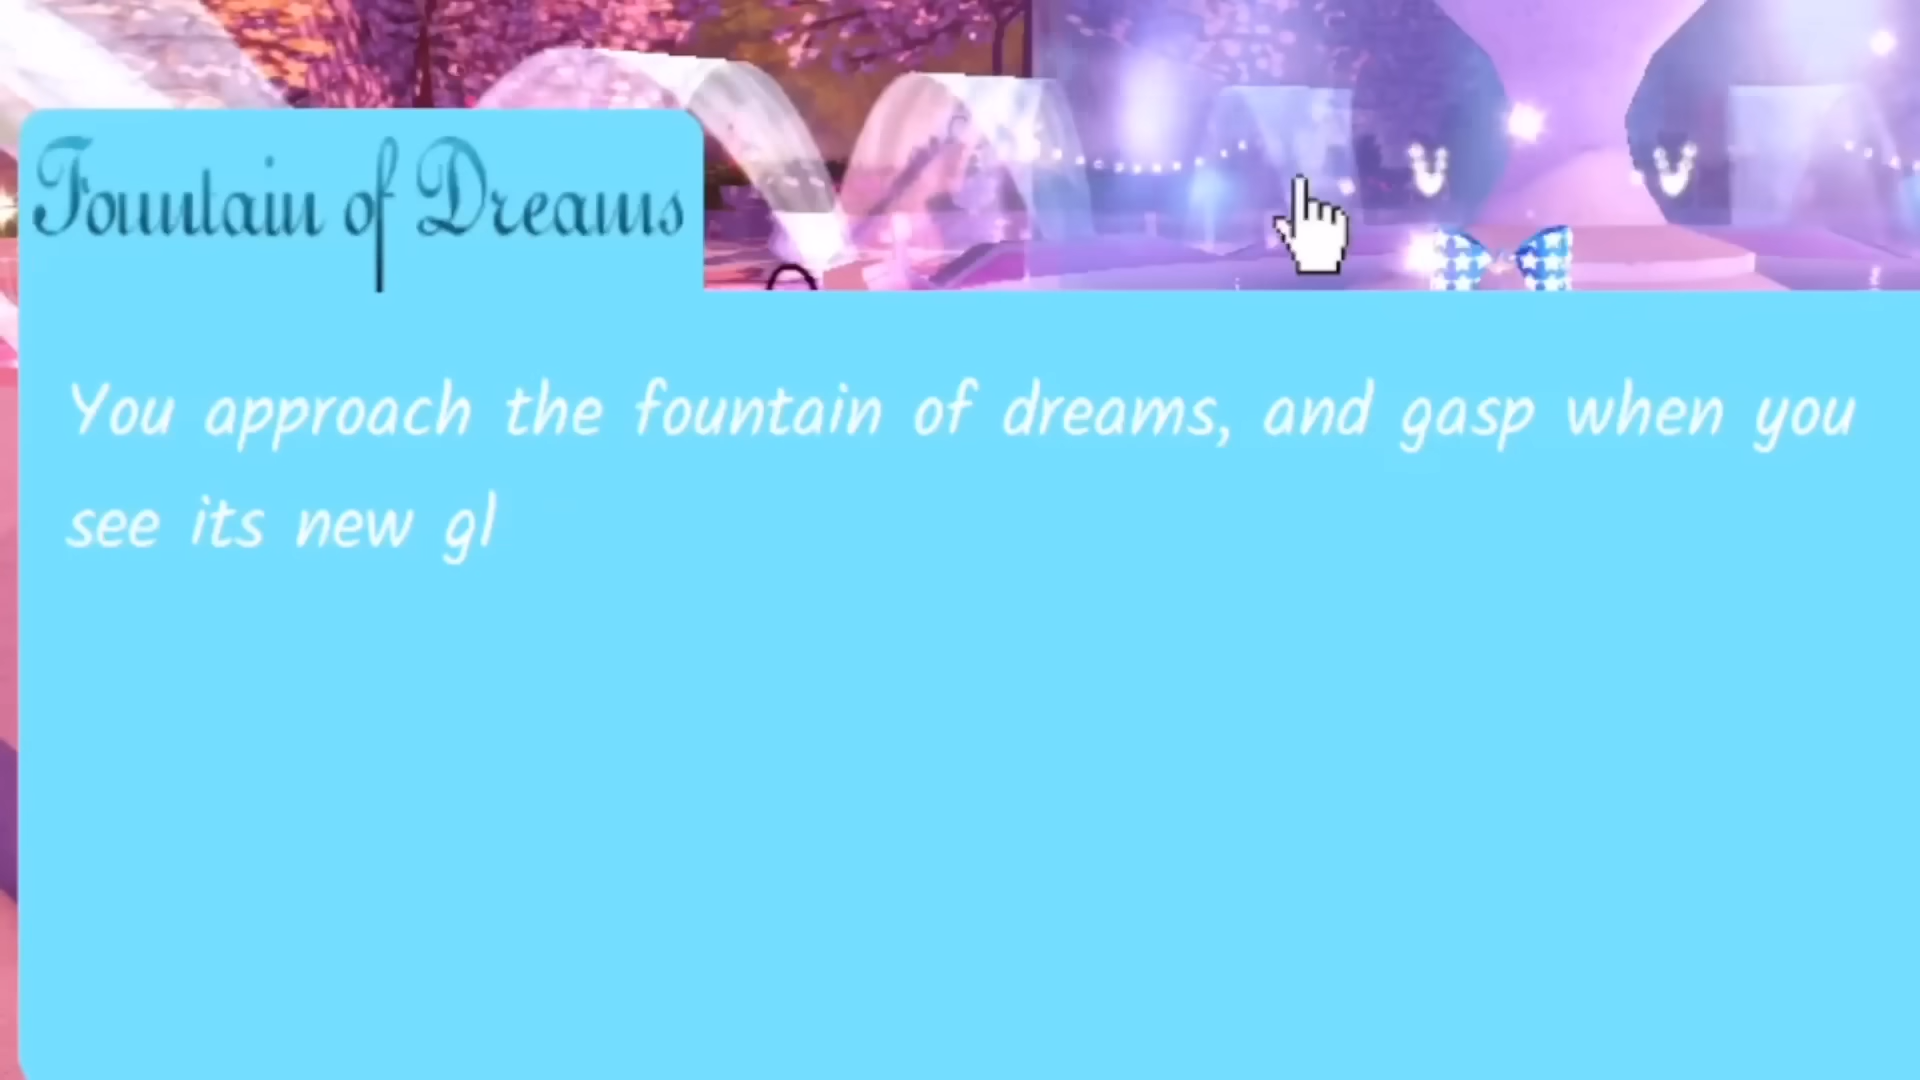 Fountain of Dreams
You approach the fountain of dreams, and gasp when you
see its new gl